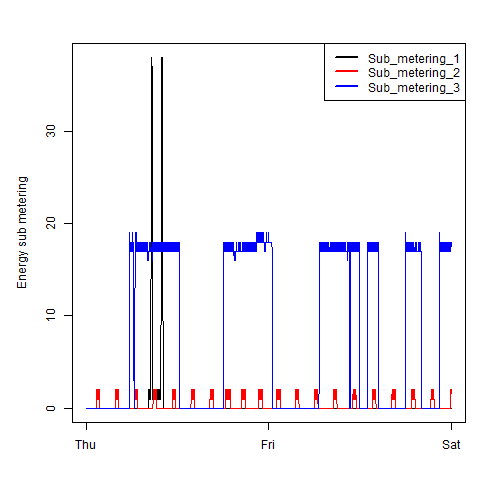 Sub_metering_1
Sub_metering_2
Sub_metering_3
Energy sub metering
30
20
10
0
Thu Fri Sat